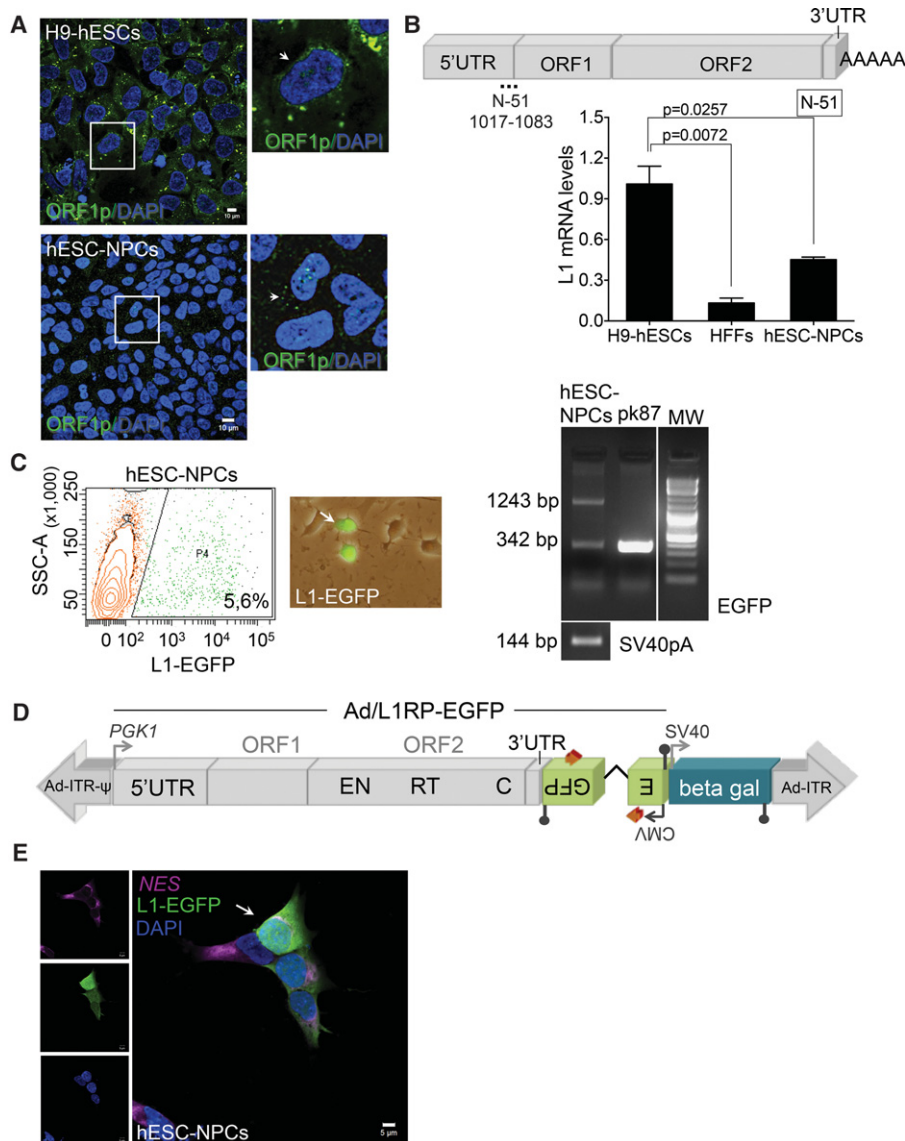 A
H9-hESCs
ORF1p/DAPI
10 µm
ORF1p/DAPI
hESC-NPCs
ORF1p/DAPI
10 µm
ORF1p/DAPI
B
5'UTR
ORF1
ORF2
3'UTR
AAAAA
N-51
1017-1083
N-51
p=0.0257
p=0.0072
L1 mRNA levels
1.5
1.2
0.9
0.6
0.3
0.0
H9-hESCs
HFFs
hESC-NPCs
C
hESC-NPCs
SSC-A (x1,000)
250
150
100
50
P4
5,6%
0 10² 10³ 10⁴ 10⁵
L1-EGFP
L1-EGFP
hESC-
NPCs pk87 MW
1243 bp
342 bp
EGFP
144 bp
SV40pA
D
Ad/L1RP-EGFP
PGK1
ORF1
ORF2
3'UTR
SV40
Ad-ITR-ψ
5'UTR
EN
RT
C
GFP
E
beta gal
Ad-ITR
CMV
E
NES
L1-EGFP
DAPI
hESC-NPCs
5 µm